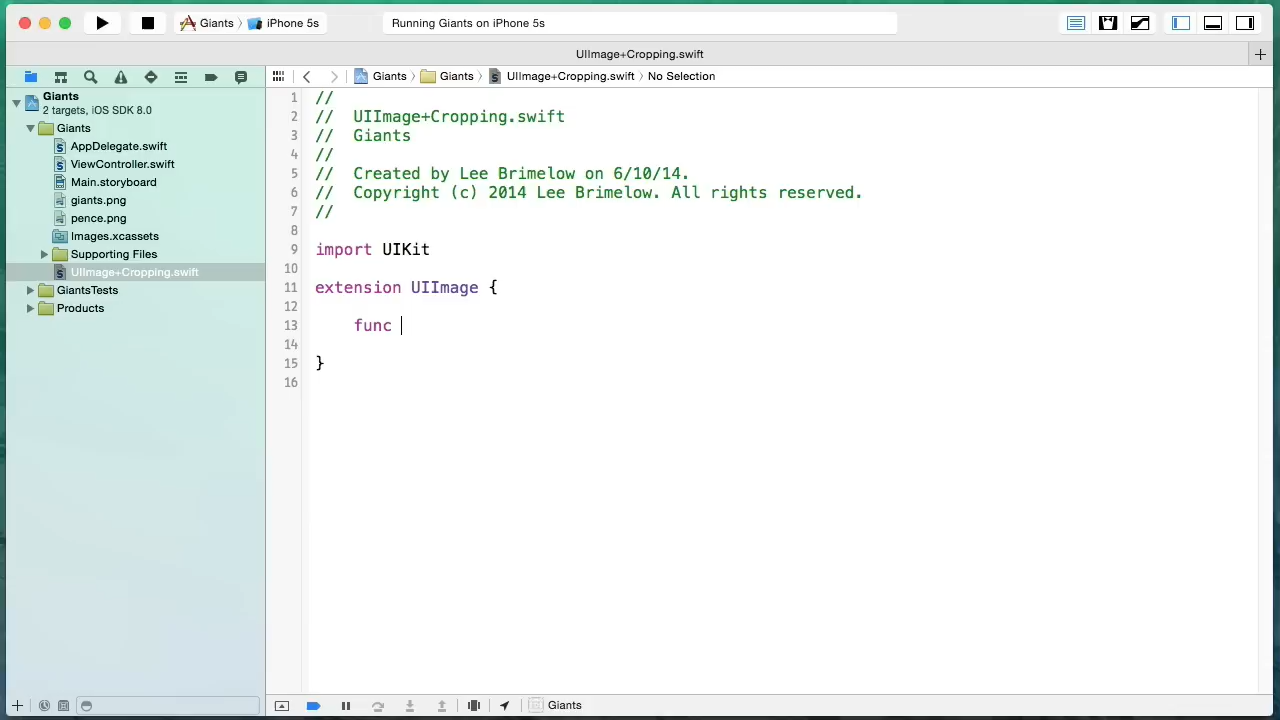 Giants
iPhone 5s
Running Giants on iPhone 5s
UIImage+Cropping.swift
Giants
2 targets, iOS SDK 8.0
Giants
AppDelegate.swift
ViewController.swift
Main.storyboard
giants.png
pence.png
Images.xcassets
Supporting Files
UIImage+Cropping.swift
GiantsTests
Products
Giants
Giants
UIImage+Cropping.swift
No Selection
1 //
2 // UIImage+Cropping.swift
3 // Giants
4 //
5 // Created by Lee Brimelow on 6/10/14.
6 // Copyright (c) 2014 Lee Brimelow. All rights reserved.
7 //
8
9 import UIKit
10
11 extension UIImage {
12
13 func
14
15 }
16
Giants